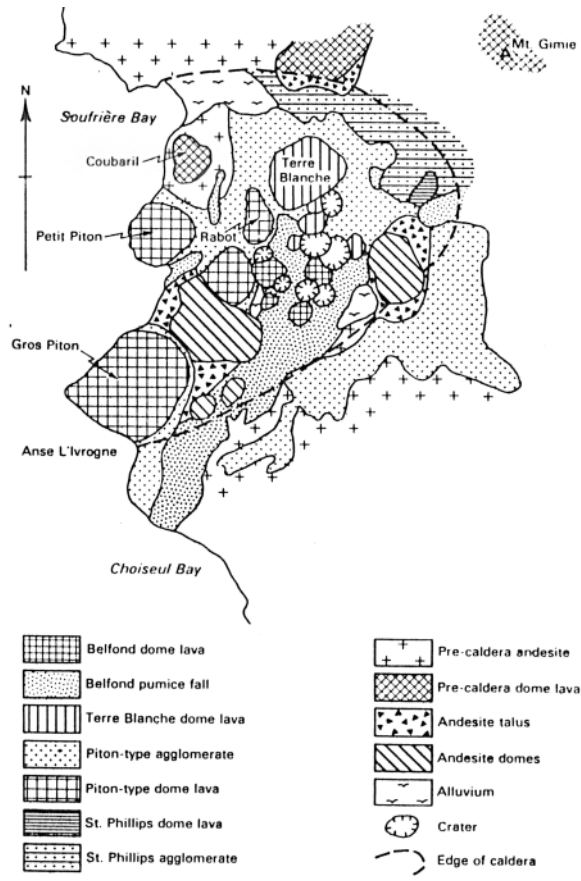 Mt. Gimie
N
Soufrière Bay
Coubaril
Terre
Blanche
Petit Piton
Rabot
Gros Piton
Anse L'Ivrogne
Choiseul Bay
Belfond dome lava
Belfond pumice fall
Terre Blanche dome lava
Piton-type agglomerate
Piton-type dome lava
St. Phillips dome lava
St. Phillips agglomerate
Pre-caldera andesite
Pre-caldera dome lava
Andesite talus
Andesite domes
Alluvium
Crater
Edge of caldera